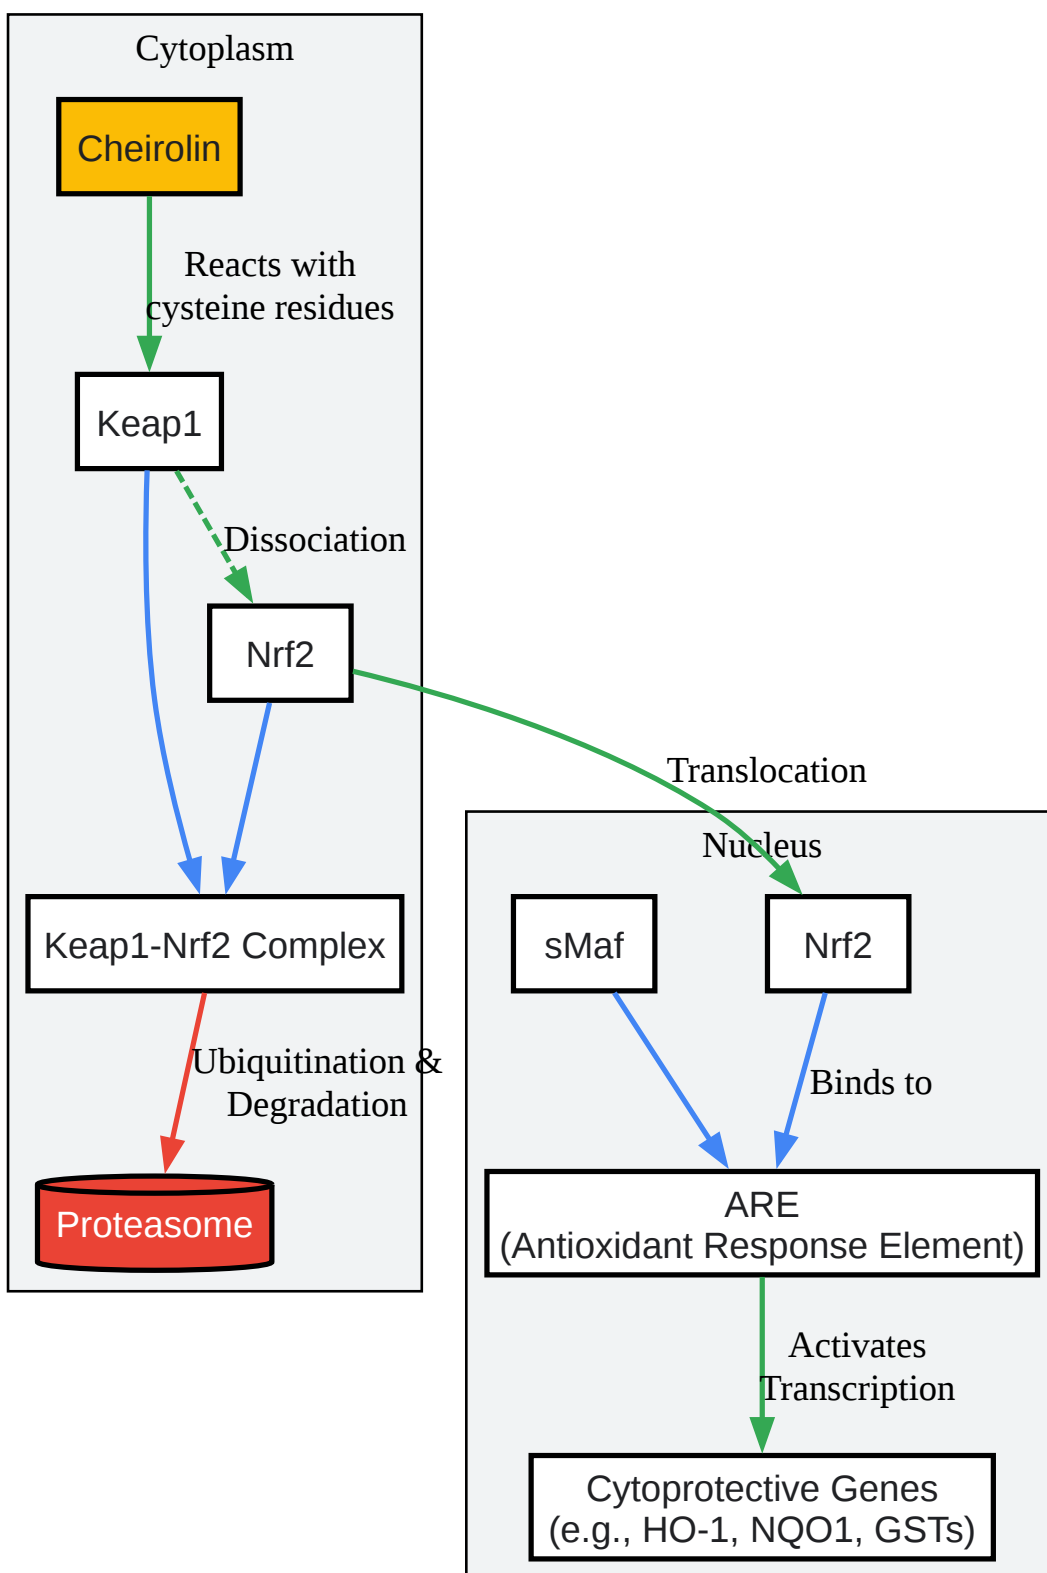 Cytoplasm
Cheirolin
Reacts with
cysteine residues
Keap1
Dissociation
Nrf2
Translocation
Nucleus
Keap1-Nrf2 Complex
sMaf
Nrf2
Ubiquitination &
Degradation
Binds to
Proteasome
ARE
(Antioxidant Response Element)
Activates
Transcription
Cytoprotective Genes
(e.g., HO-1, NQO1, GSTs)